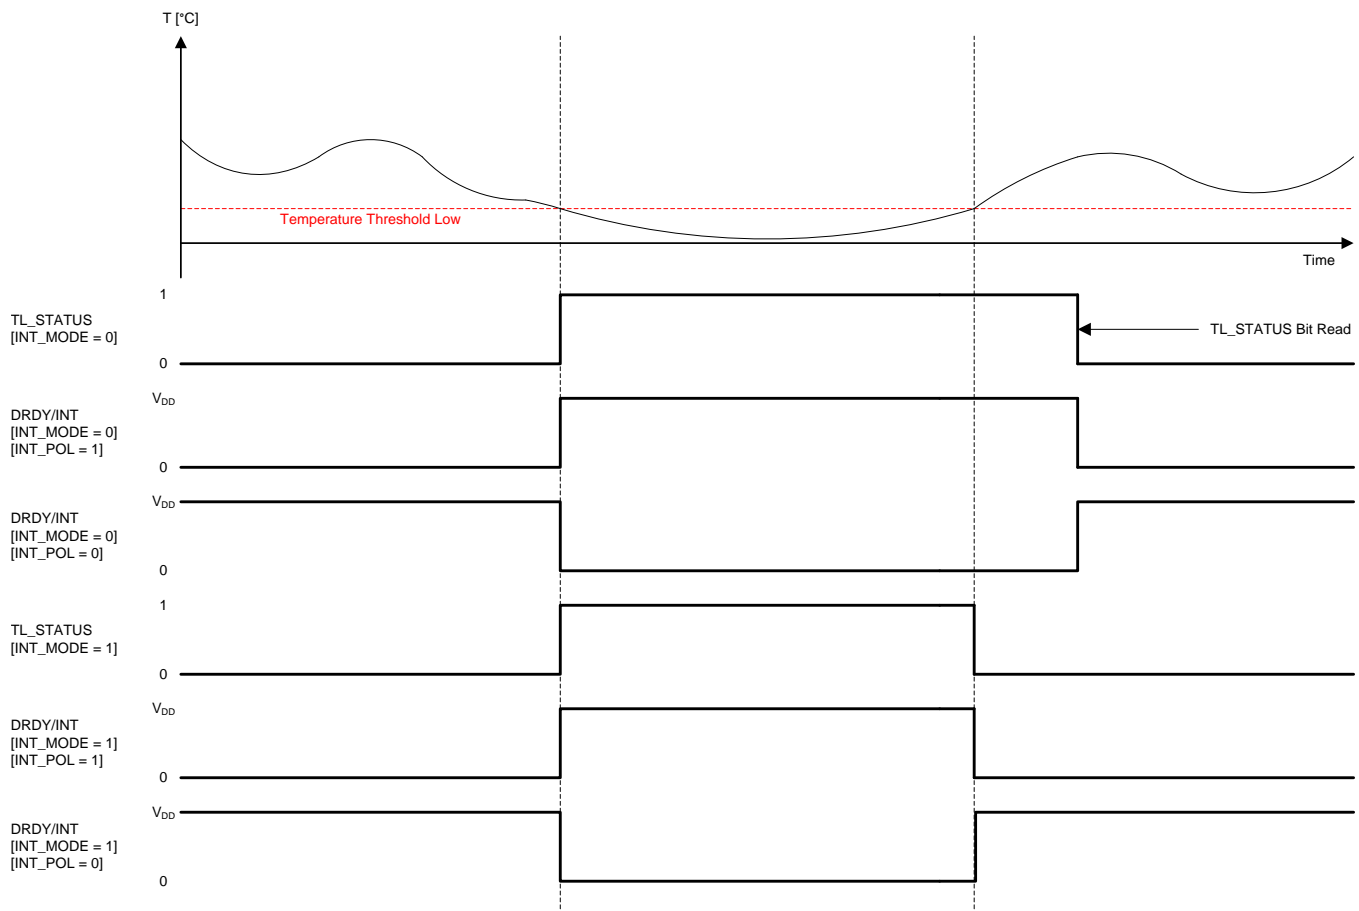 T [°C]
Temperature Threshold Low
Time
1
TL_STATUS
[INT_MODE = 0]
TL_STATUS Bit Read
0
VDD
DRDY/INT
[INT_MODE = 0]
[INT_POL = 1]
0
VDD
DRDY/INT
[INT_MODE = 0]
[INT_POL = 0]
0
1
TL_STATUS
[INT_MODE = 1]
0
VDD
DRDY/INT
[INT_MODE = 1]
[INT_POL = 1]
0
VDD
DRDY/INT
[INT_MODE = 1]
[INT_POL = 0]
0